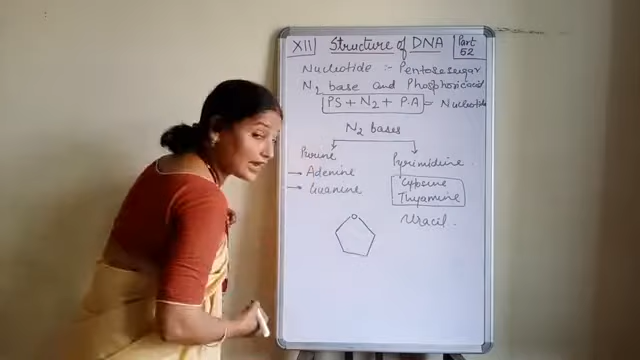 XII Structure of DNA Part 52
Nucleotide :- Pentose sugar
N2 base and Phosphoric acid
PS + N2 + P.A = Nucleotide
N2 bases
Purine Pyrimidine
→ Adenine Cytosine
→ Guanine Thyamine
Uracil.